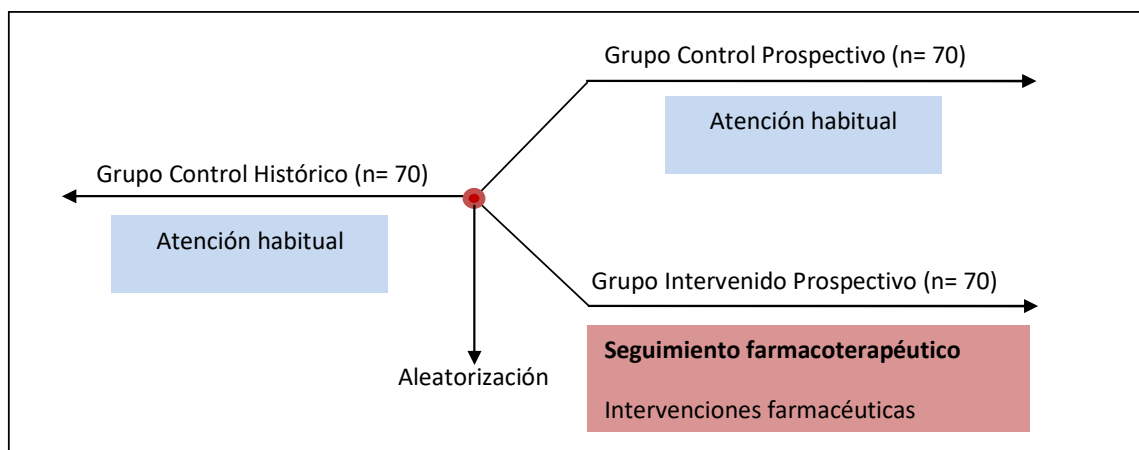 Grupo Control Prospectivo (n= 70)
Atención habitual
Grupo Control Histórico (n= 70)
Atención habitual
Grupo Intervenido Prospectivo (n= 70)
Seguimiento farmacoterapéutico
Intervenciones farmacéuticas
Aleatorización